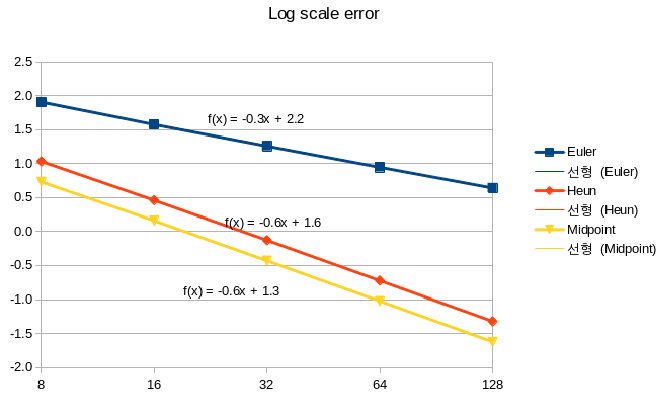 Log scale error
2.5
2.0
1.5
1.0
0.5
0.0
-0.5
-1.0
-1.5
-2.0
f(x) = -0.3x + 2.2
f(x) = -0.6x + 1.6
f(x) = -0.6x + 1.3
8 16 32 64 128
Euler
선형 (Euler)
Heun
선형 (Heun)
Midpoint
선형 (Midpoint)